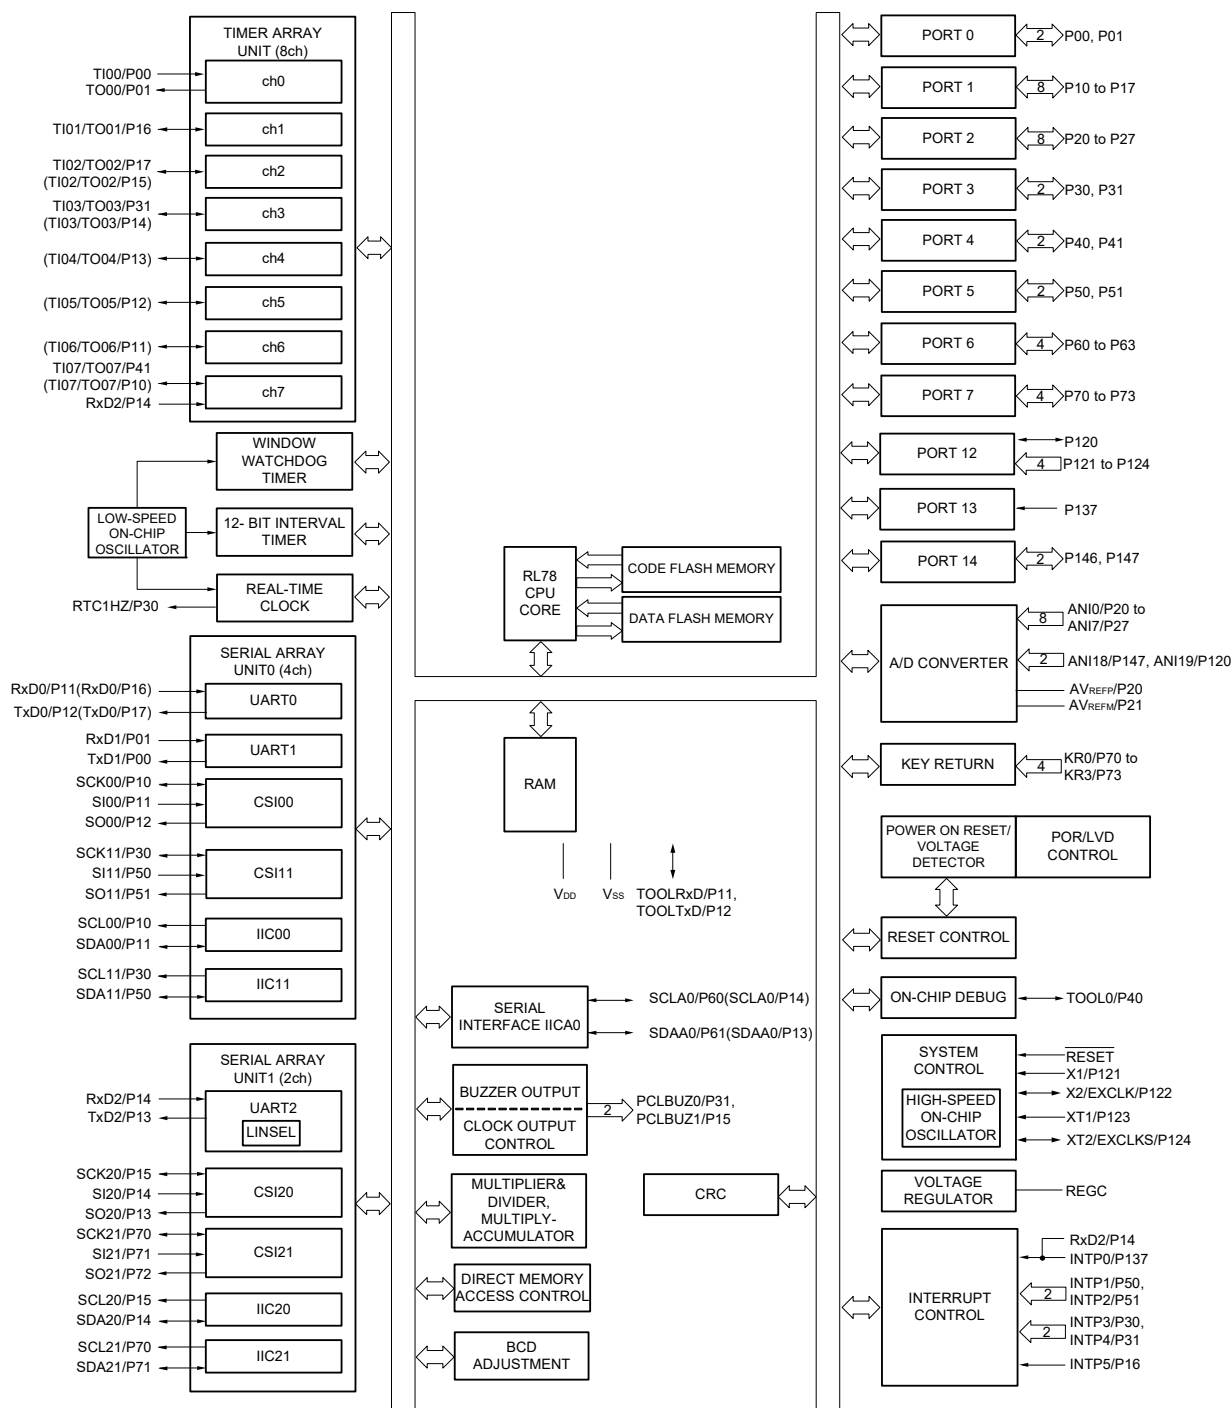 TIMER ARRAY
UNIT (8ch)
TI00/P00
TO00/P01
ch0
TI01/TO01/P16
ch1
TI02/TO02/P17
(TI02/TO02/P15)
ch2
TI03/TO03/P31
(TI03/TO03/P14)
ch3
(TI04/TO04/P13)
ch4
(TI05/TO05/P12)
ch5
(TI06/TO06/P11)
ch6
TI07/TO07/P41
(TI07/TO07/P10)
RxD2/P14
ch7
WINDOW
WATCHDOG
TIMER
LOW-SPEED
ON-CHIP
OSCILLATOR
12- BIT INTERVAL
TIMER
REAL-TIME
CLOCK
RTC1HZ/P30
SERIAL ARRAY
UNIT0 (4ch)
RxD0/P11(RxD0/P16)
TxD0/P12(TxD0/P17)
UART0
RxD1/P01
TxD1/P00
UART1
SCK00/P10
SI00/P11
SO00/P12
CSI00
SCK11/P30
SI11/P50
SO11/P51
CSI11
SCL00/P10
SDA00/P11
IIC00
SCL11/P30
SDA11/P50
IIC11
SERIAL ARRAY
UNIT1 (2ch)
RxD2/P14
TxD2/P13
UART2
LINSEL
SCK20/P15
SI20/P14
SO20/P13
CSI20
SCK21/P70
SI21/P71
SO21/P72
CSI21
SCL20/P15
SDA20/P14
IIC20
SCL21/P70
SDA21/P71
IIC21
RL78
CPU
CORE
CODE FLASH MEMORY
DATA FLASH MEMORY
RAM
VDD
VSS
TOOLRxD/P11,
TOOLTxD/P12
SERIAL
INTERFACE IICA0
SCLA0/P60(SCLA0/P14)
SDAA0/P61(SDAA0/P13)
BUZZER OUTPUT
CLOCK OUTPUT
CONTROL
2
PCLBUZ0/P31,
PCLBUZ1/P15
MULTIPLIER&
DIVIDER,
MULTIPLY-
ACCUMULATOR
CRC
DIRECT MEMORY
ACCESS CONTROL
BCD
ADJUSTMENT
PORT 0
2
P00, P01
PORT 1
8
P10 to P17
PORT 2
8
P20 to P27
PORT 3
2
P30, P31
PORT 4
2
P40, P41
PORT 5
2
P50, P51
PORT 6
4
P60 to P63
PORT 7
4
P70 to P73
PORT 12
P120
4
P121 to P124
PORT 13
P137
PORT 14
2
P146, P147
A/D CONVERTER
8
ANI0/P20 to
ANI7/P27
2
ANI18/P147, ANI19/P120
AVREFP/P20
AVREFM/P21
KEY RETURN
4
KR0/P70 to
KR3/P73
POWER ON RESET/
VOLTAGE
DETECTOR
POR/LVD
CONTROL
RESET CONTROL
ON-CHIP DEBUG
TOOL0/P40
SYSTEM
CONTROL
HIGH-SPEED
ON-CHIP
OSCILLATOR
RESET
X1/P121
X2/EXCLK/P122
XT1/P123
XT2/EXCLKS/P124
VOLTAGE
REGULATOR
REGC
INTERRUPT
CONTROL
RxD2/P14
INTP0/P137
2
INTP1/P50,
INTP2/P51
2
INTP3/P30,
INTP4/P31
INTP5/P16